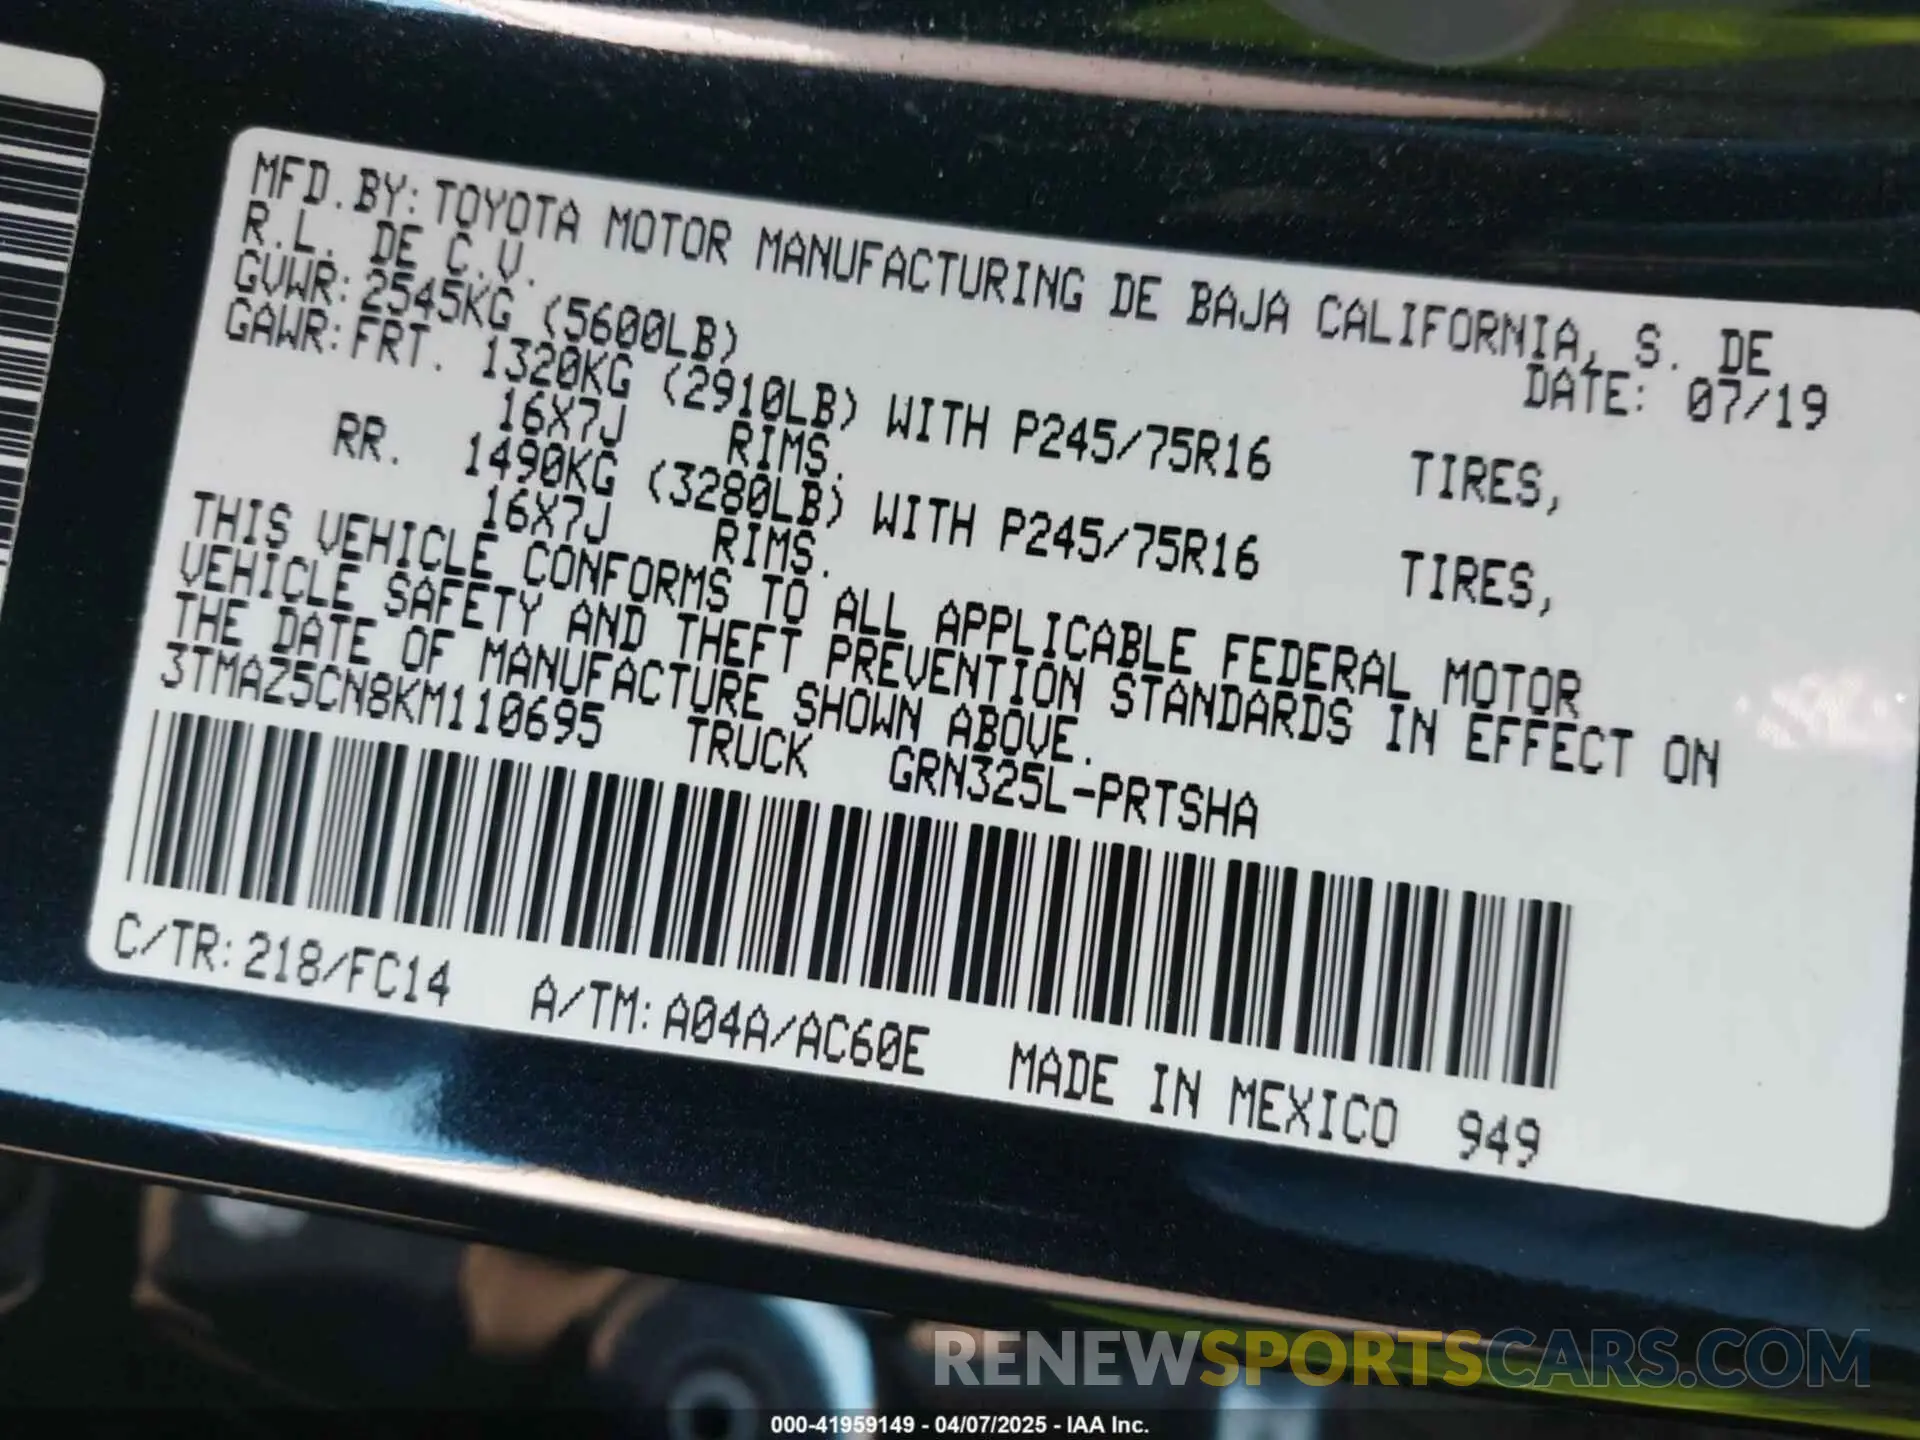 MFD.BY:TOYOTA MOTOR MANUFACTURING DE BAJA CALIFORNIA, S. DE
R.L. DE C.V. DATE: 07/19
GVWR:2545KG (5600LB)
GAWR:FRT. 1320KG (2910LB) WITH P245/75R16 TIRES,
16X7J RIMS.
RR. 1490KG (3280LB) WITH P245/75R16 TIRES,
16X7J RIMS.
THIS VEHICLE CONFORMS TO ALL APPLICABLE FEDERAL MOTOR
VEHICLE SAFETY AND THEFT PREVENTION STANDARDS IN EFFECT ON
THE DATE OF MANUFACTURE SHOWN ABOVE.
3TMAZ5CN8KM110695 TRUCK GRN325L-PRTSHA
C/TR:218/FC14 A/TM:A04A/AC60E MADE IN MEXICO 949
RENEWSPORTSCARS.COM
000-41959149 - 04/07/2025 - IAA Inc.